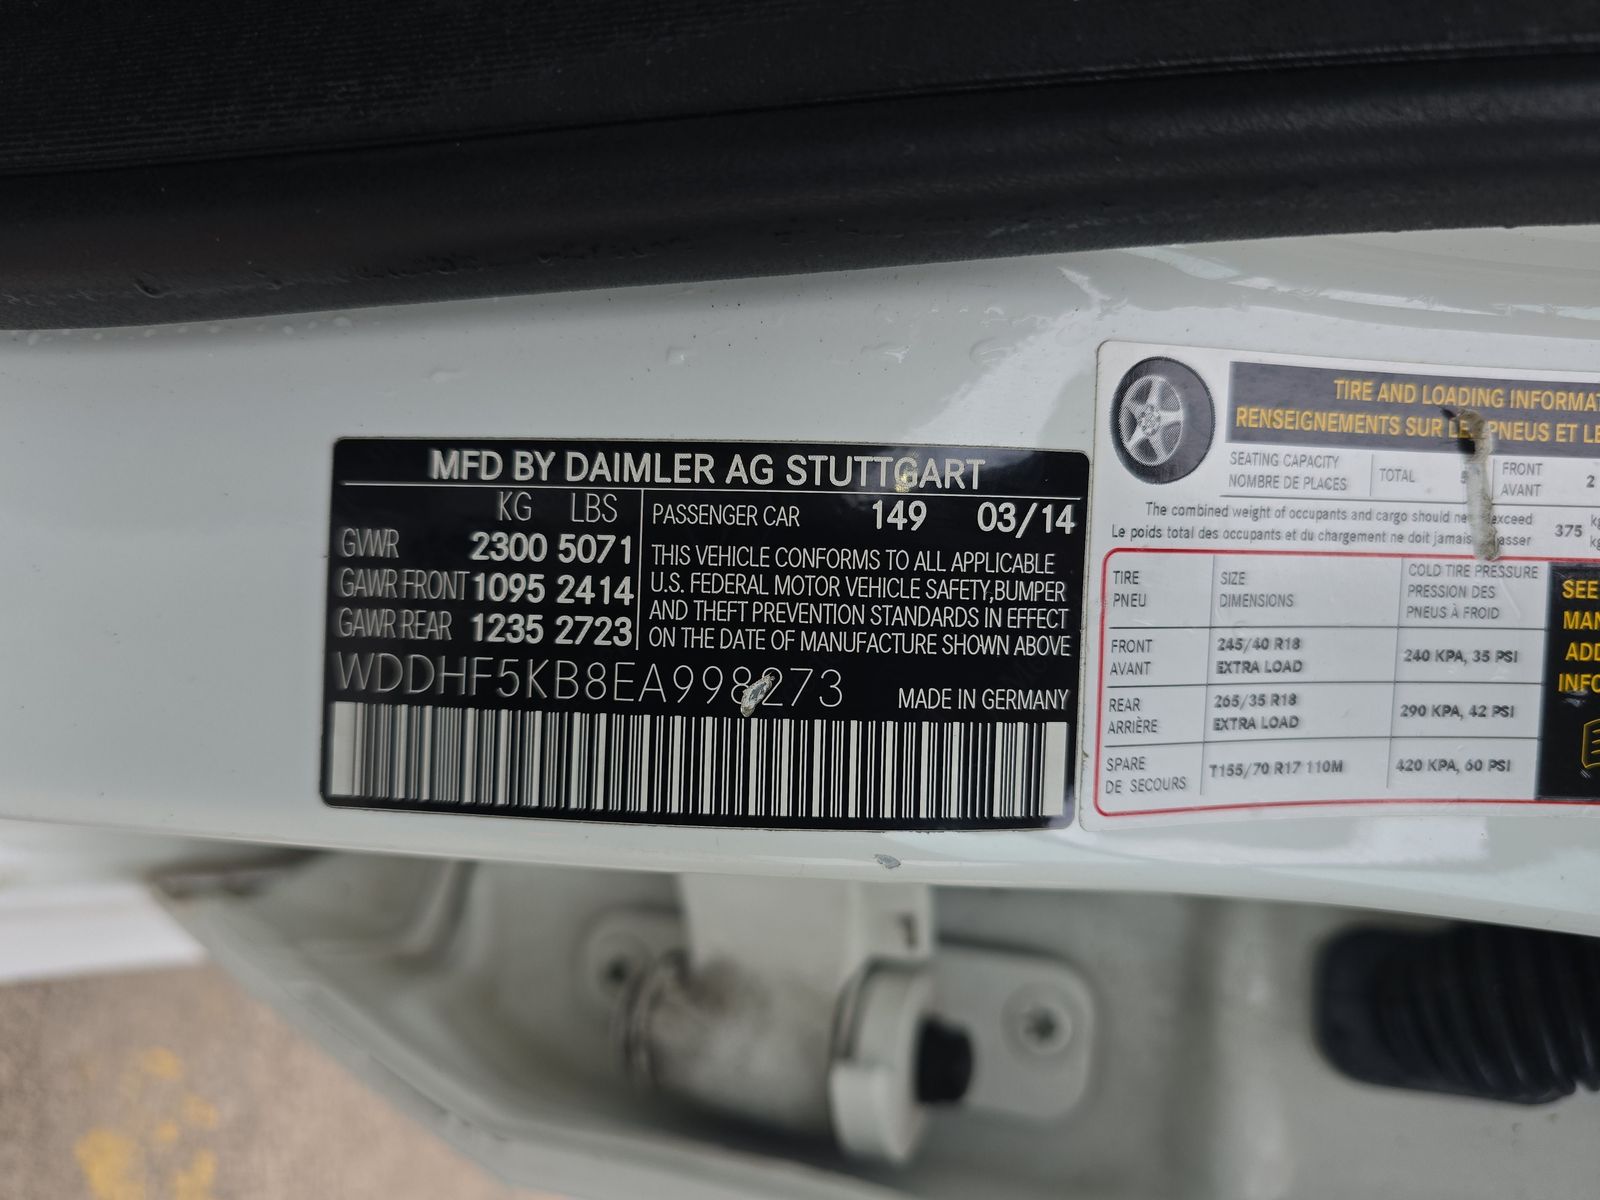 MFD BY DAIMLER AG STUTTGART
KG LBS
GVWR 2300 5071
GAWR FRONT 1095 2414
GAWR REAR 1235 2723
PASSENGER CAR 149 03/14
THIS VEHICLE CONFORMS TO ALL APPLICABLE
U.S. FEDERAL MOTOR VEHICLE SAFETY,BUMPER
AND THEFT PREVENTION STANDARDS IN EFFECT
ON THE DATE OF MANUFACTURE SHOWN ABOVE
WDDHF5KB8EA998273
MADE IN GERMANY
TIRE AND LOADING INFORMAT
RENSEIGNEMENTS SUR LES PNEUS ET LE
SEATING CAPACITY
NOMBRE DE PLACES
TOTAL 5
FRONT
AVANT 2
The combined weight of occupants and cargo should never exceed
Le poids total des occupants et du chargement ne doit jamais dépasser
375 kg
TIRE
PNEU
SIZE
DIMENSIONS
COLD TIRE PRESSURE
PRESSION DES
PNEUS À FROID
FRONT
AVANT
245/40 R18
EXTRA LOAD
240 KPA, 35 PSI
REAR
ARRIÈRE
265/35 R18
EXTRA LOAD
290 KPA, 42 PSI
SPARE
DE SECOURS
T155/70 R17 110M
420 KPA, 60 PSI
SEE
MAN
ADD
INFO